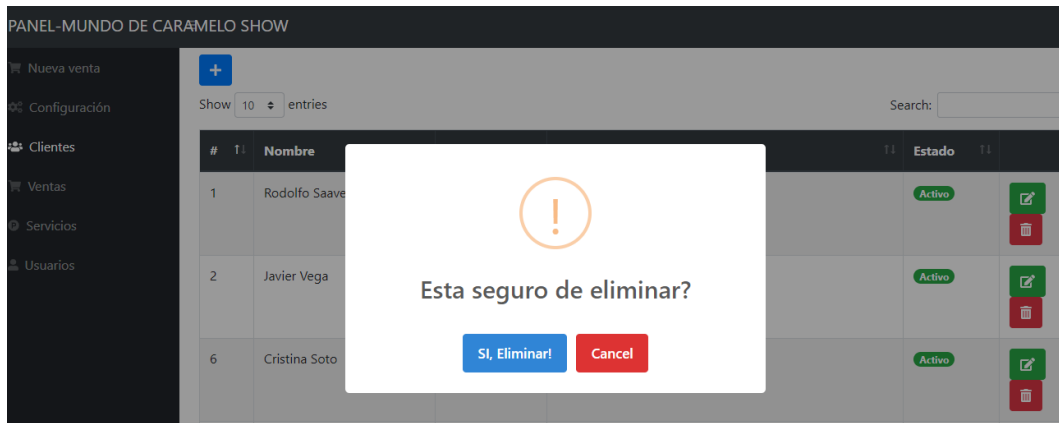 PANEL-MUNDO DE CARAMELO SHOW
Nueva venta
Configuración
Clientes
Ventas
Servicios
Usuarios
Show 10 entries
Search:
# Nombre Estado
1 Rodolfo Saave Activo
2 Javier Vega Activo
6 Cristina Soto Activo
!
Esta seguro de eliminar?
SI, Eliminar! Cancel